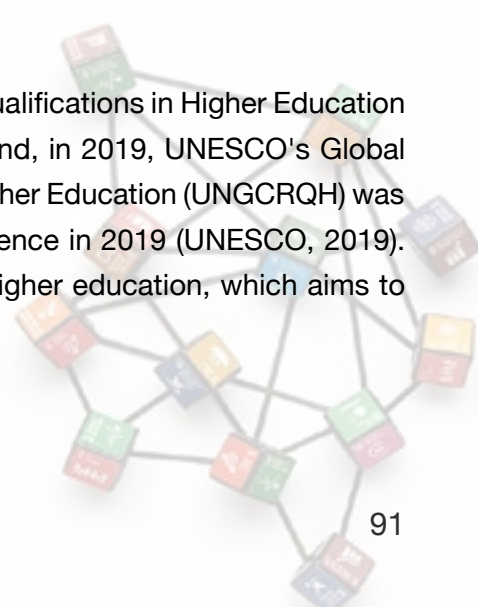 ualifications in Higher Education
nd, in 2019, UNESCO's Global
her Education (UNGCRQH) was
ence in 2019 (UNESCO, 2019).
igher education, which aims to
91